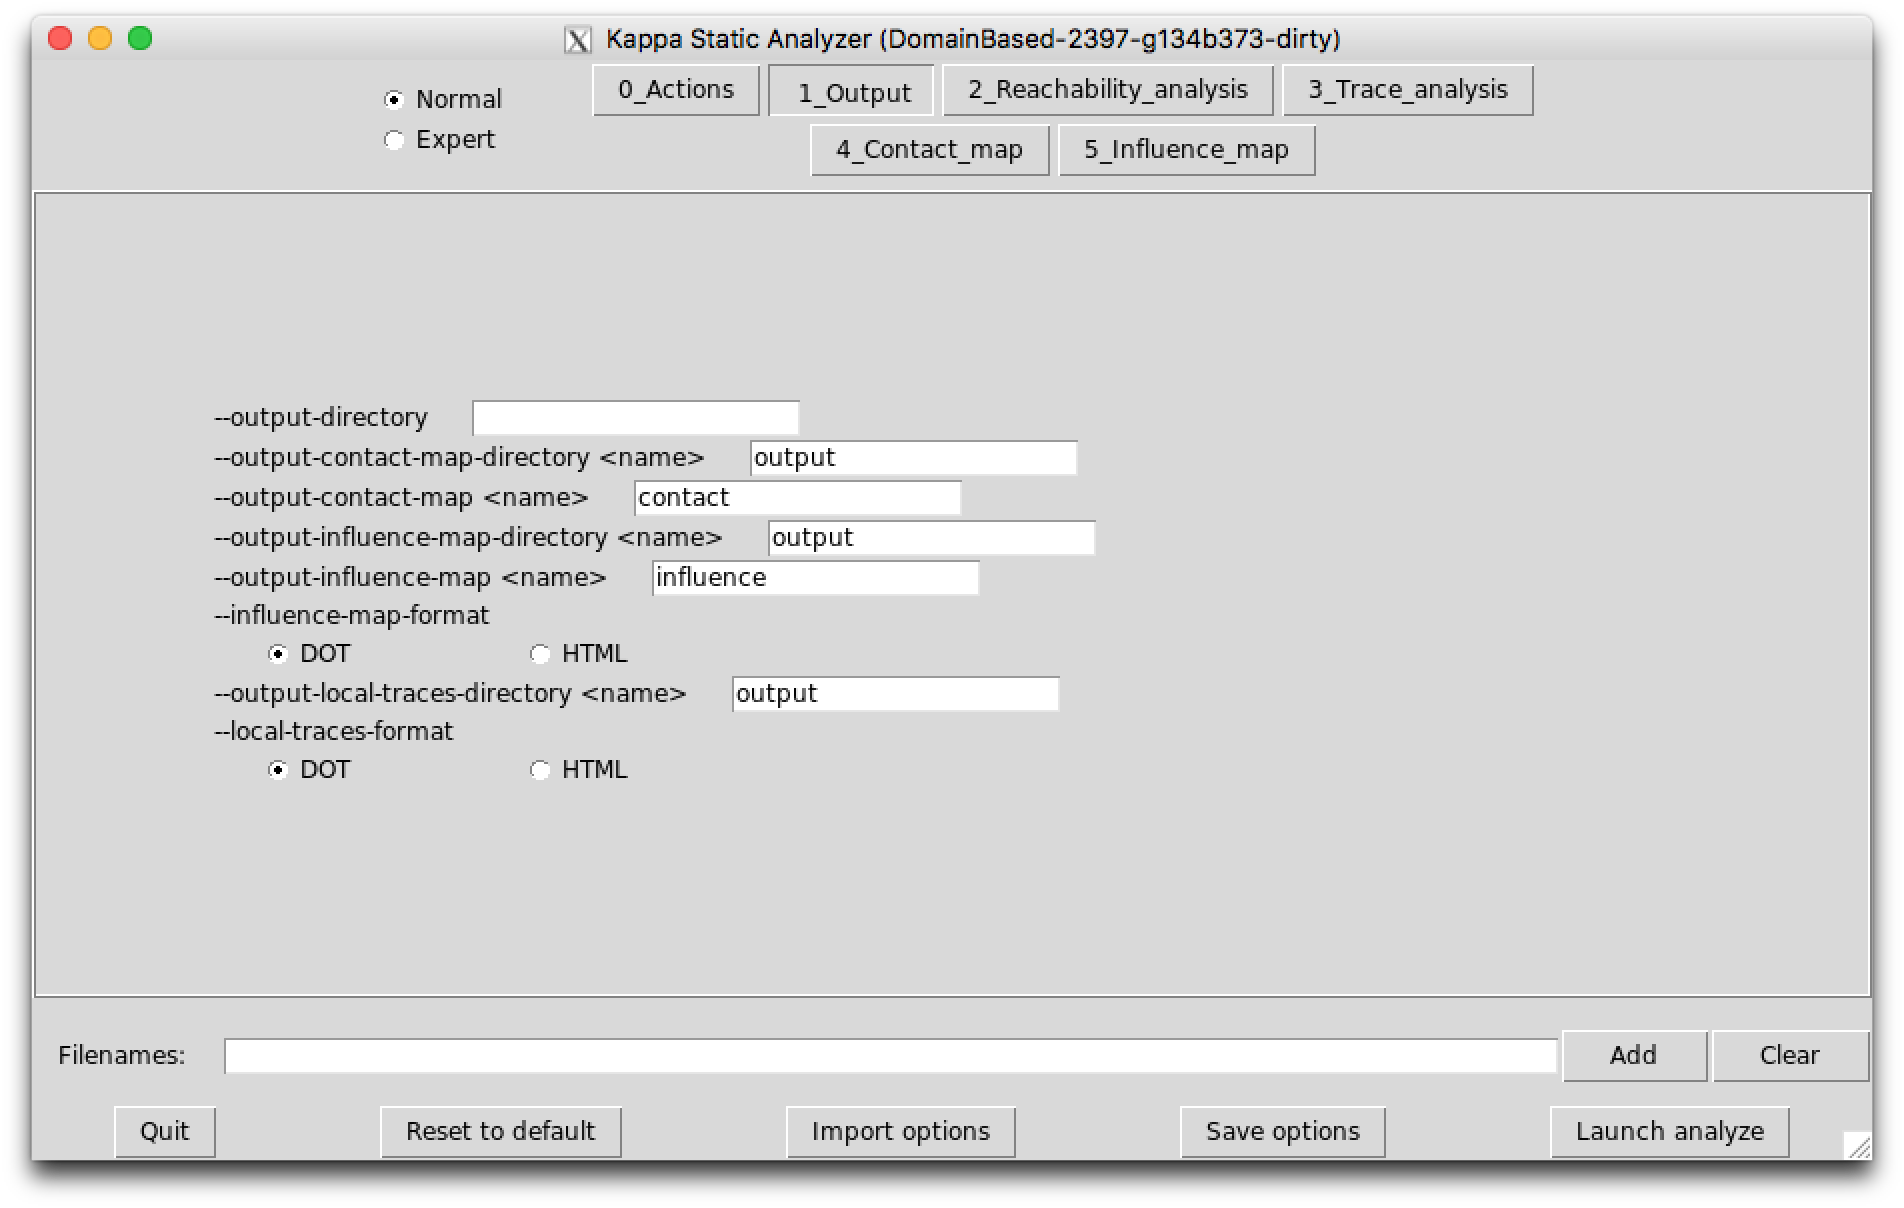 Kappa Static Analyzer (DomainBased-2397-g134b373-dirty)
Normal
Expert
0_Actions 1_Output 2_Reachability_analysis 3_Trace_analysis
4_Contact_map 5_Influence_map
--output-directory
--output-contact-map-directory <name> output
--output-contact-map <name> contact
--output-influence-map-directory <name> output
--output-influence-map <name> influence
--influence-map-format
DOT HTML
--output-local-traces-directory <name> output
--local-traces-format
DOT HTML
Filenames: Add Clear
Quit Reset to default Import options Save options Launch analyze